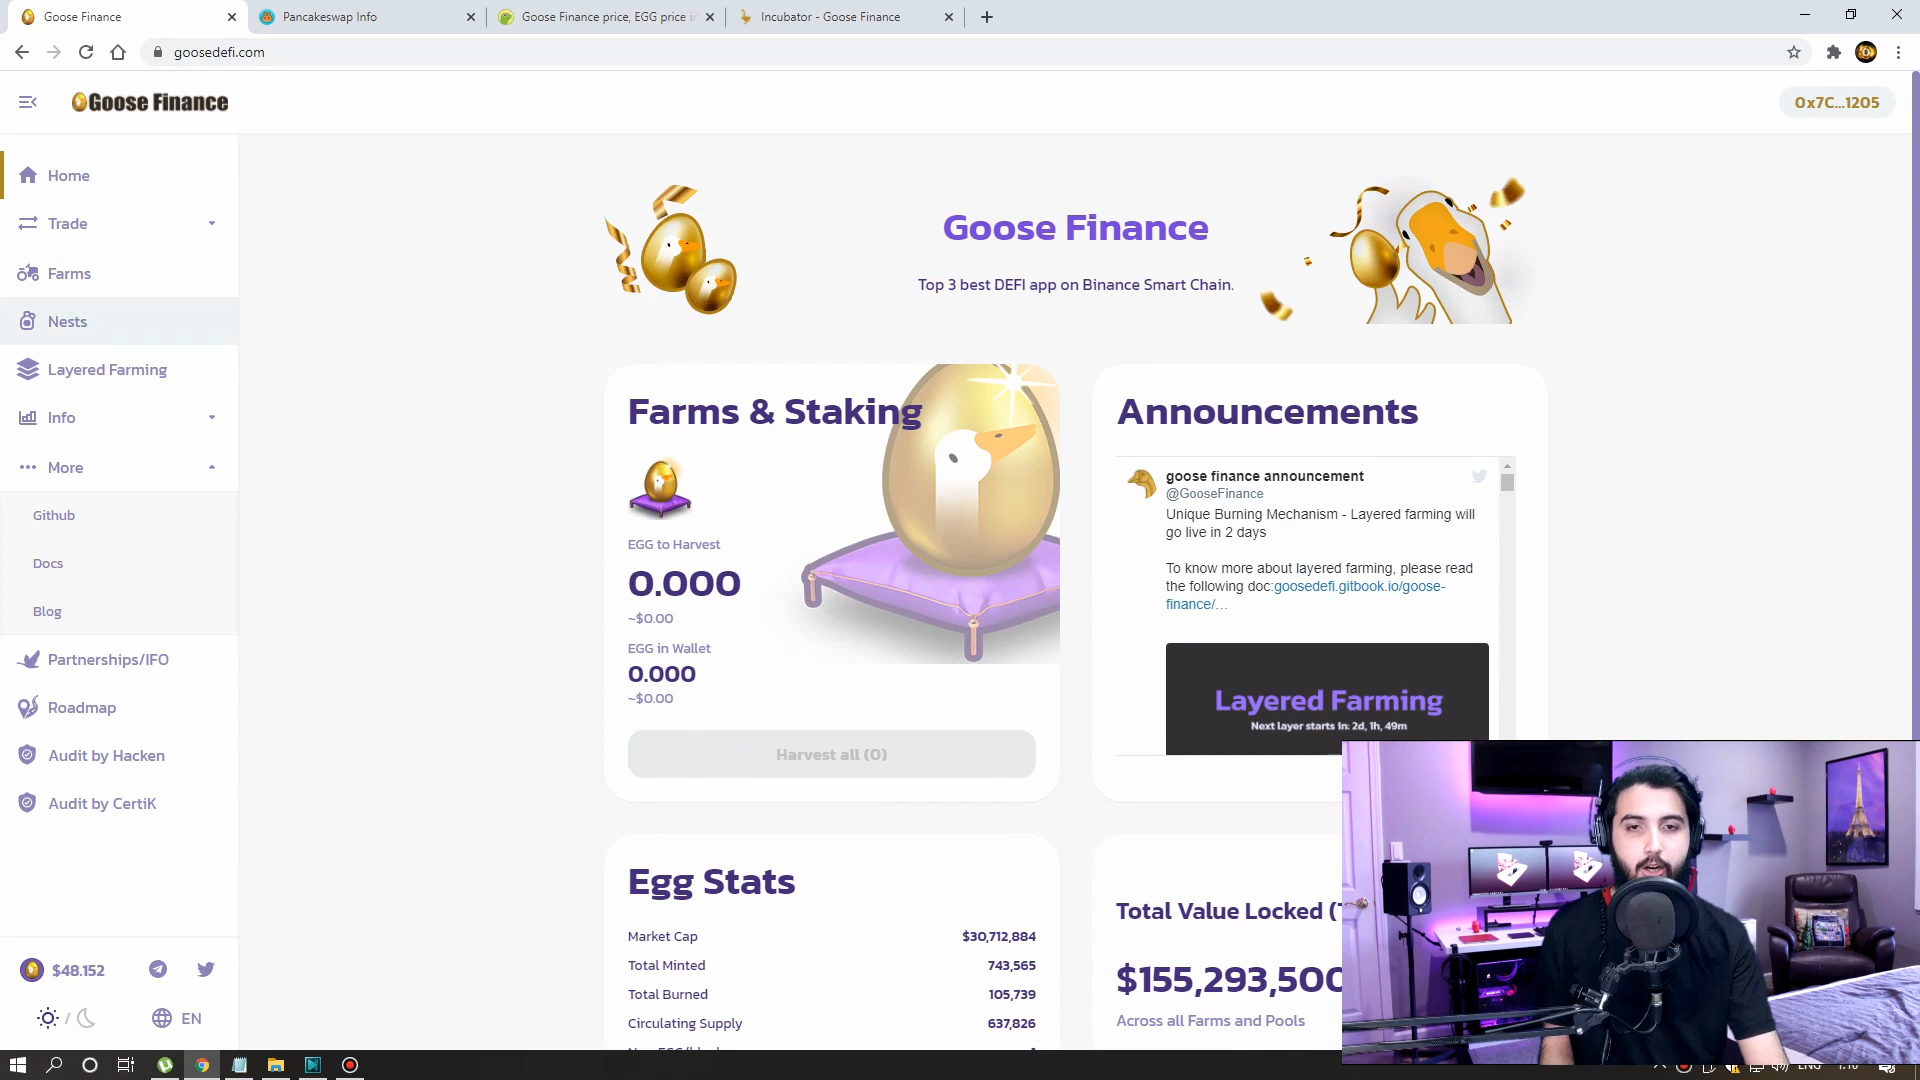 Goose Finance
Pancakeswap Info
Goose Finance price, EGG price in
Incubator - Goose Finance
goosedefi.com
Goose Finance
0x7C...1205
Home
Trade
Farms
Nests
Layered Farming
Info
More
Github
Docs
Blog
Partnerships/IFO
Roadmap
Audit by Hacken
Audit by CertiK
$48.152
/
EN
Goose Finance
Top 3 best DEFI app on Binance Smart Chain.
Farms & Staking
EGG to Harvest
0.000
~$0.00
EGG in Wallet
0.000
~$0.00
Harvest all (0)
Announcements
goose finance announcement
@GooseFinance
Unique Burning Mechanism - Layered farming will
go live in 2 days
To know more about layered farming, please read
the following doc:goosedefi.gitbook.io/goose-
finance/…
Layered Farming
Next layer starts in: 2d, 1h, 49m
Egg Stats
Market Cap $30,712,884
Total Minted 743,565
Total Burned 105,739
Circulating Supply 637,826
Total Value Locked (
$155,293,500
Across all Farms and Pools